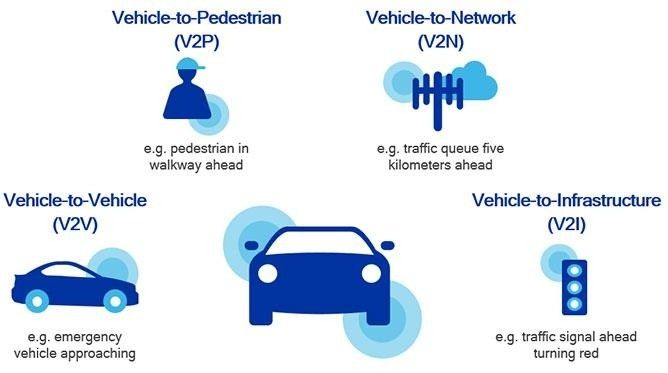 Vehicle-to-Pedestrian
(V2P)
e.g. pedestrian in
walkway ahead
Vehicle-to-Network
(V2N)
e.g. traffic queue five
kilometers ahead
Vehicle-to-Vehicle
(V2V)
e.g. emergency
vehicle approaching
Vehicle-to-Infrastructure
(V2I)
e.g. traffic signal ahead
turning red